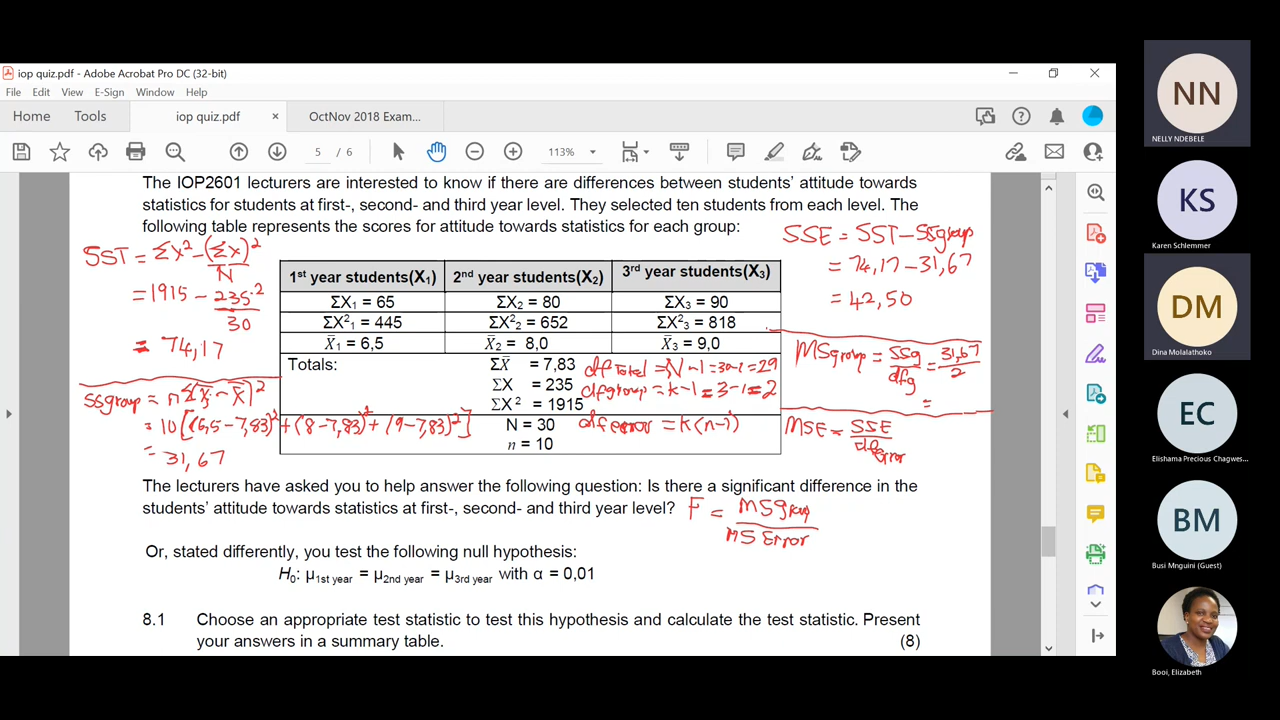 iop quiz.pdf - Adobe Acrobat Pro DC (32-bit)
File Edit View E-Sign Window Help
Home Tools iop quiz.pdf × OctNov 2018 Exam...
5 / 6 113%
The IOP2601 lecturers are interested to know if there are differences between students' attitude towards
statistics for students at first-, second- and third year level. They selected ten students from each level. The
following table represents the scores for attitude towards statistics for each group:
SST = ΣX² - (ΣX)²
N
= 1915 - 235²
30
= 74,17
SSgroup = n Σ(X̄j - X̄)²
= 10[(6,5-7,83)² + (8-7,83)² + (9-7,83)²]
= 31,67
1st year students(X1) 2nd year students(X2) 3rd year students(X3)
ΣX1 = 65 ΣX2 = 80 ΣX3 = 90
ΣX²1 = 445 ΣX²2 = 652 ΣX²3 = 818
X̄1 = 6,5 X̄2 = 8,0 X̄3 = 9,0
Totals: ΣX̄ = 7,83
ΣX = 235
ΣX² = 1915
N = 30
n = 10
df Total = N-1 = 30-1 = 29
dfgroup = k-1 = 3-1 = 2
df error = k(n-1)
SSE = SST - SSgroup
= 74,17 - 31,67
= 42,50
MSgroup = SSg = 31,67
dfg 2
=
MSE = SSE
dferror
The lecturers have asked you to help answer the following question: Is there a significant difference in the
students' attitude towards statistics at first-, second- and third year level?
F = MSgroup
MS Error
Or, stated differently, you test the following null hypothesis:
H0: μ1st year = μ2nd year = μ3rd year with α = 0,01
8.1 Choose an appropriate test statistic to test this hypothesis and calculate the test statistic. Present
your answers in a summary table. (8)
NN
NELLY NDEBELE
KS
Karen Schlemmer
DM
Dina Molalathoko
EC
Elishama Precious Chagwes...
BM
Busi Mnguini (Guest)
Booi, Elizabeth